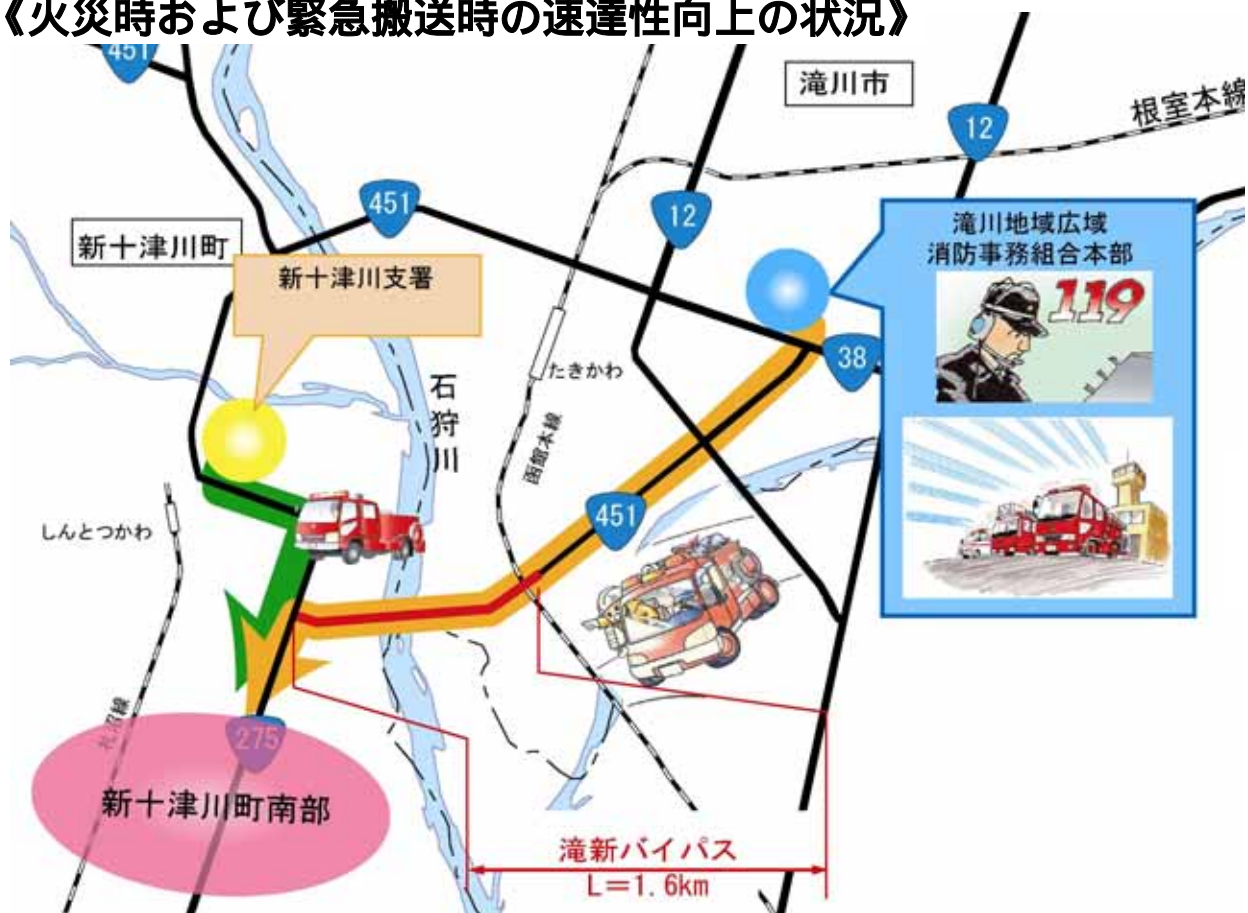 《火災時および緊急搬送時の速達性向上の状況》
451
滝川市
根室本線
12
451
12
新十津川町
滝川地域広域
消防事務組合本部
119
新十津川支署
38
たきかわ
石狩川
函館本線
451
しんとつかわ
札沼線
275
新十津川町南部
滝新バイパス
L=1.6km